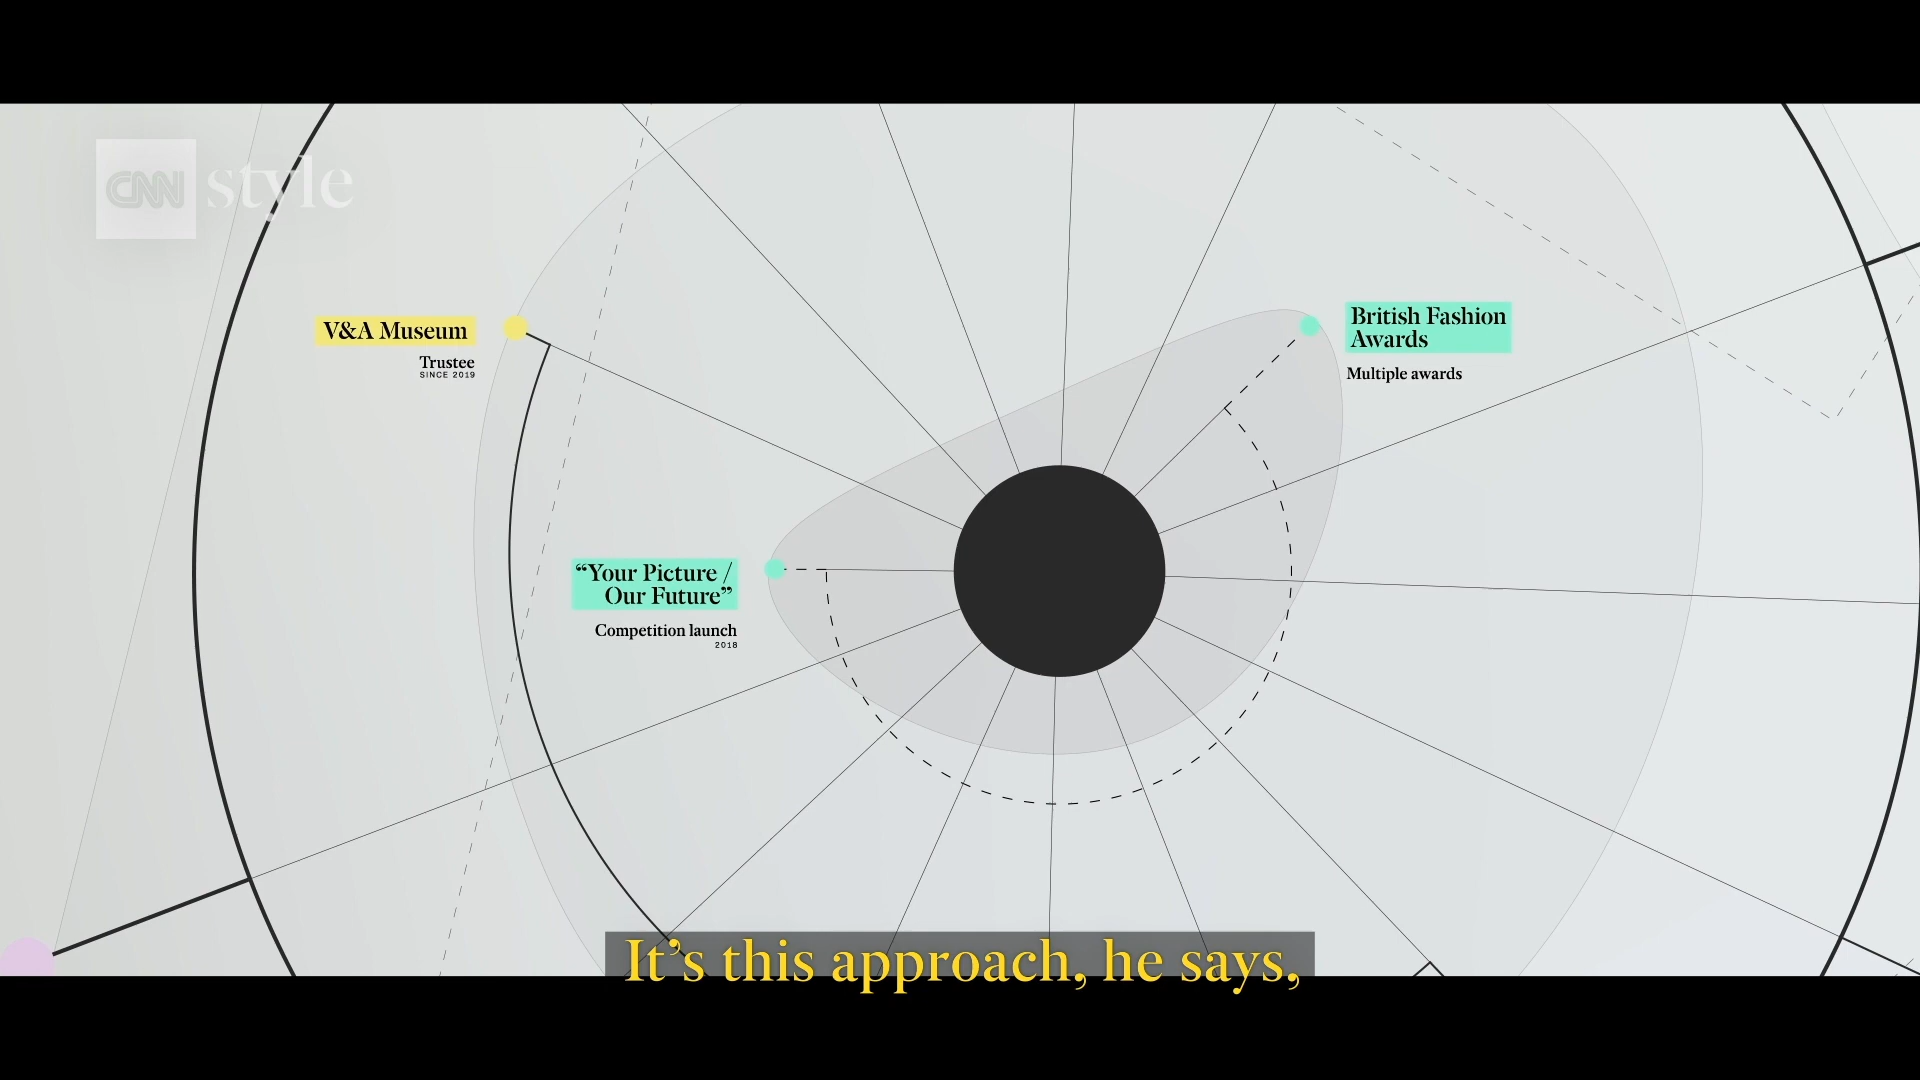 CNN style
V&A Museum
Trustee
SINCE 2019
British Fashion
Awards
Multiple awards
“Your Picture /
Our Future”
Competition launch
2018
It’s this approach, he says,